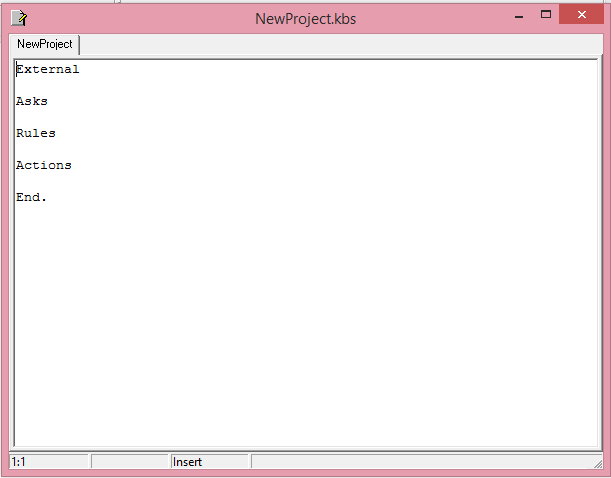 NewProject.kbs
NewProject
External
Asks
Rules
Actions
End.
1:1
Insert